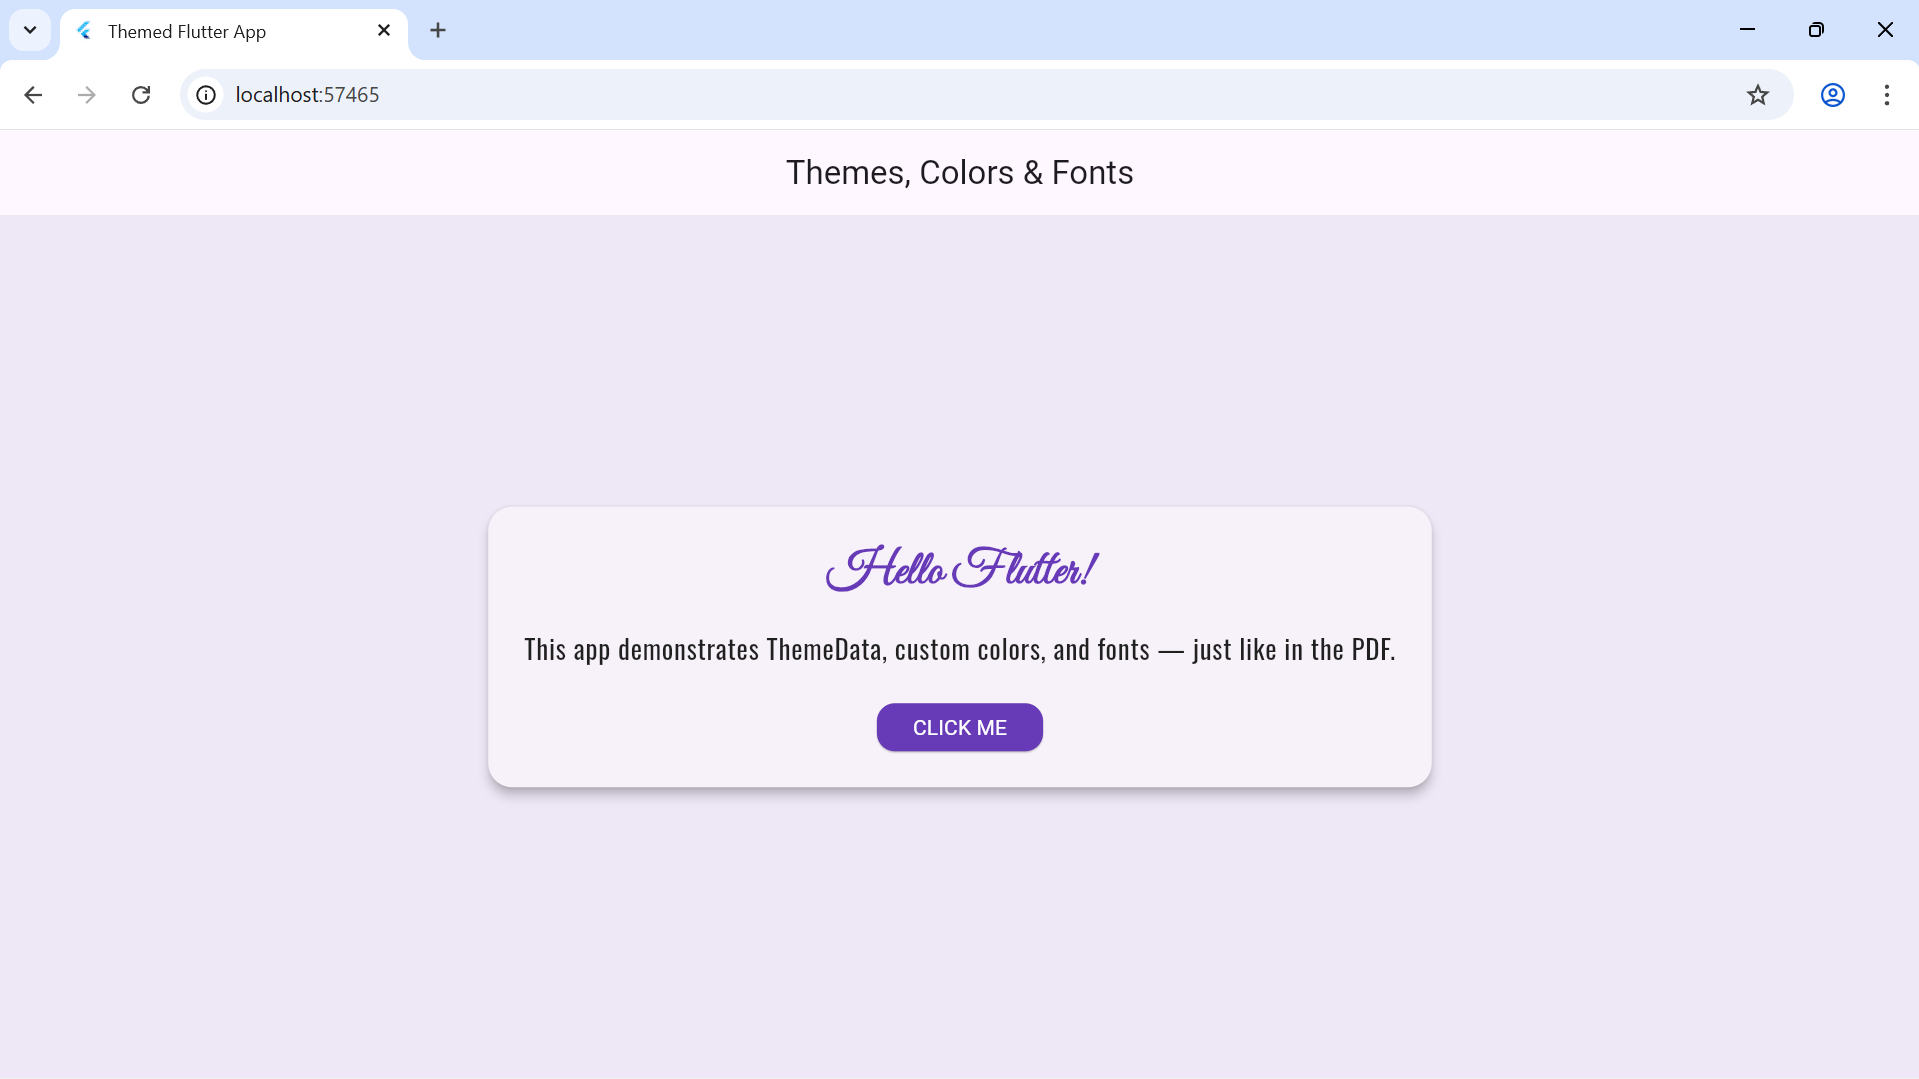 Themed Flutter App
localhost:57465
Themes, Colors & Fonts
Hello Flutter!
This app demonstrates ThemeData, custom colors, and fonts — just like in the PDF.
CLICK ME